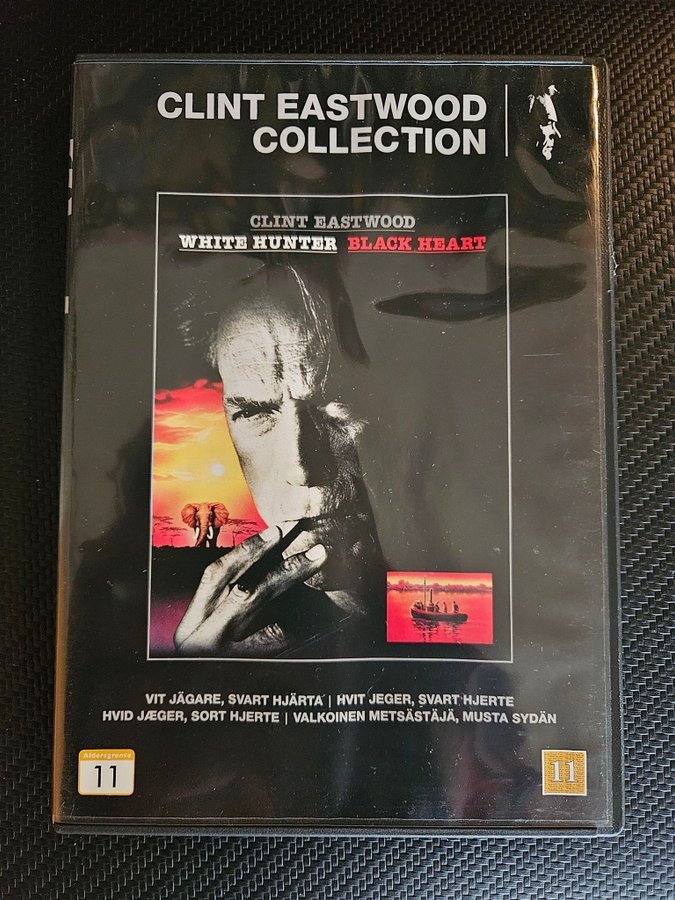 CLINT EASTWOOD
COLLECTION
CLINT EASTWOOD
WHITE HUNTER BLACK HEART
VIT JÄGARE, SVART HJÄRTA | HVIT JEGER, SVART HJERTE
HVID JÆGER, SORT HJERTE | VALKOINEN METSÄSTÄJÄ, MUSTA SYDÄN
Aldersgrense
11
11